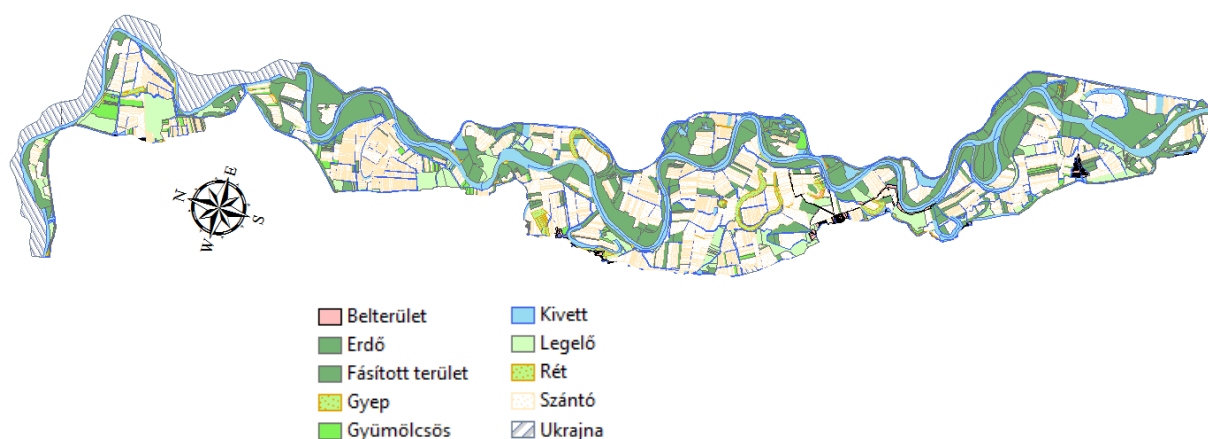 N
E
W
S
Belterület
Erdő
Fásított terület
Gyep
Gyümölcsös
Kivett
Legelő
Rét
Szántó
Ukrajna